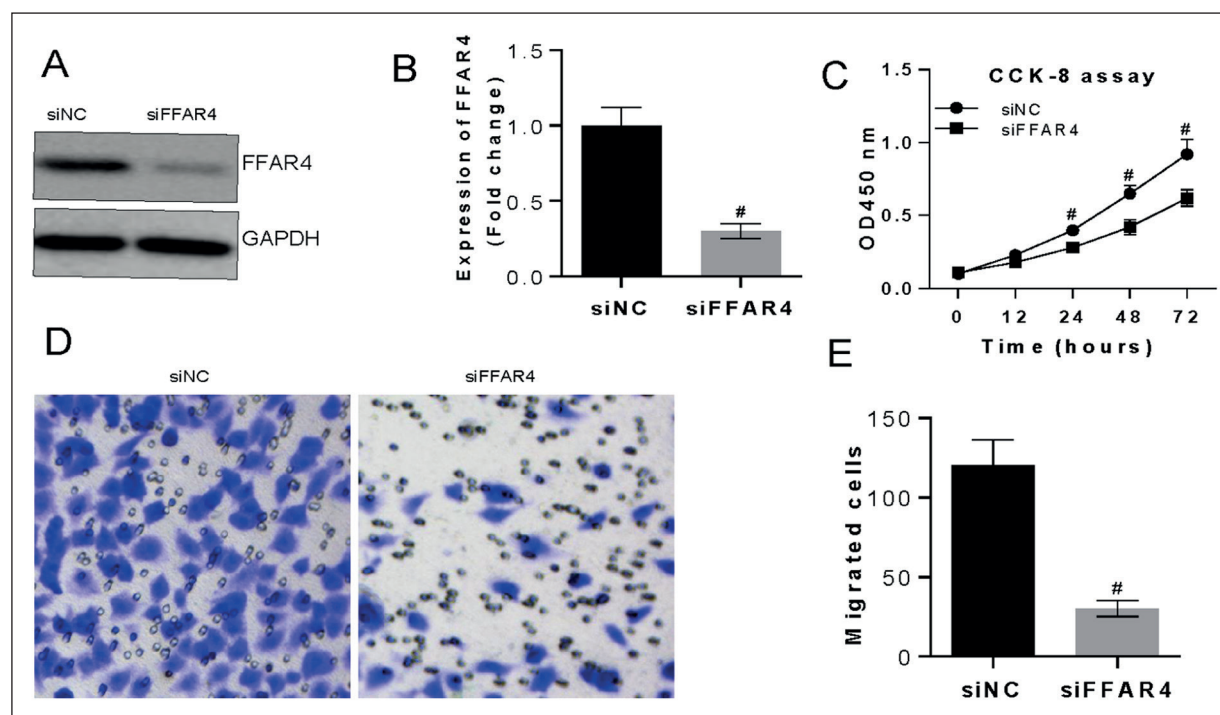 A
siNC siFFAR4
FFAR4
GAPDH
B
Expression of FFAR4
(Fold change)
1.5
1.0
0.5
0.0
#
siNC siFFAR4
C
CCK-8 assay
siNC
siFFAR4
OD450 nm
1.5
1.0
0.5
0.0
# # #
0 12 24 48 72
Time (hours)
D
siNC siFFAR4
E
Migrated cells
150
100
50
0
#
siNC siFFAR4